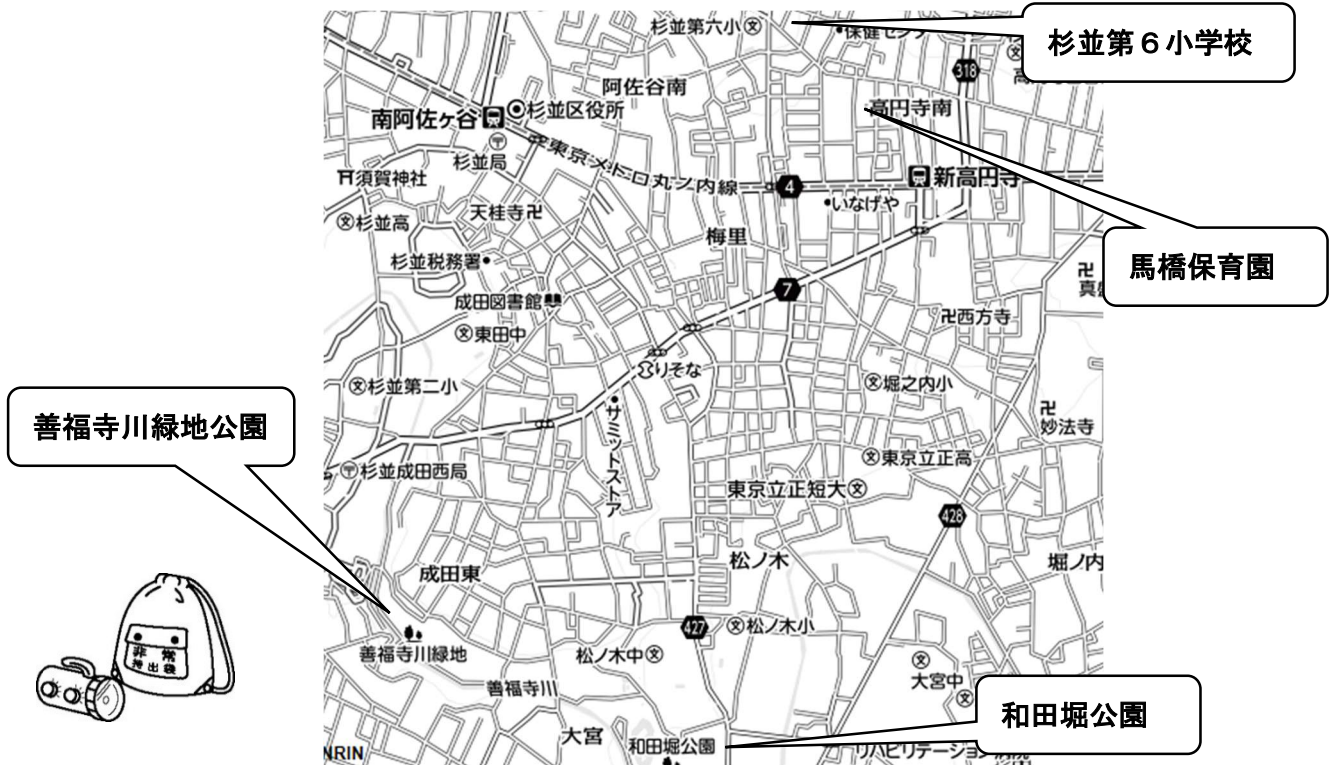 杉並第６小学校
杉並第六小
318
阿佐谷南
高円寺南
南阿佐ケ谷
杉並区役所
杉並局
東京メトロ丸ノ内線
新高円寺
須賀神社
4
いなげや
天桂寺
杉並高
梅里
馬橋保育園
杉並税務署
7
成田図書館
西方寺
東田中
りそな
杉並第二小
堀之内小
サミットストア
妙法寺
善福寺川緑地公園
杉並成田西局
東京立正高
東京立正短大
428
松ノ木
堀ノ内
成田東
427
松ノ木小
善福寺川緑地
松ノ木中
非常
持出袋
大宮中
善福寺川
和田堀公園
大宮
和田堀公園
NRIN